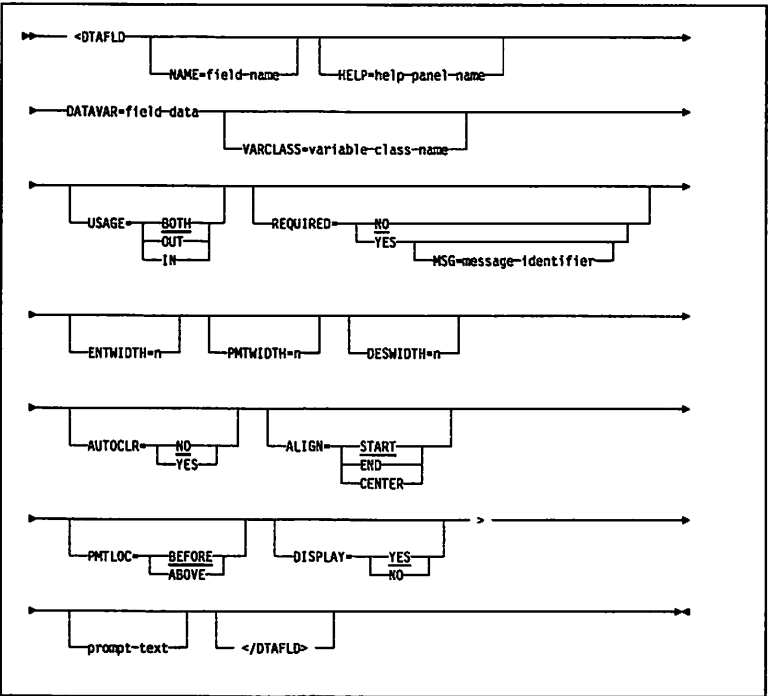 <DTAFLD
NAME=field-name HELP=help-panel-name
DATAVAR=field-data
VARCLASS=variable-class-name
USAGE= BOTH REQUIRED= NO
OUT YES
IN MSG=message-identifier
ENTWIDTH=n PMTWIDTH=n DESWIDTH=n
AUTOCLR= NO ALIGN= START
YES END
CENTER
>
PMTLOC= BEFORE DISPLAY= YES
ABOVE NO
prompt-text </DTAFLD>